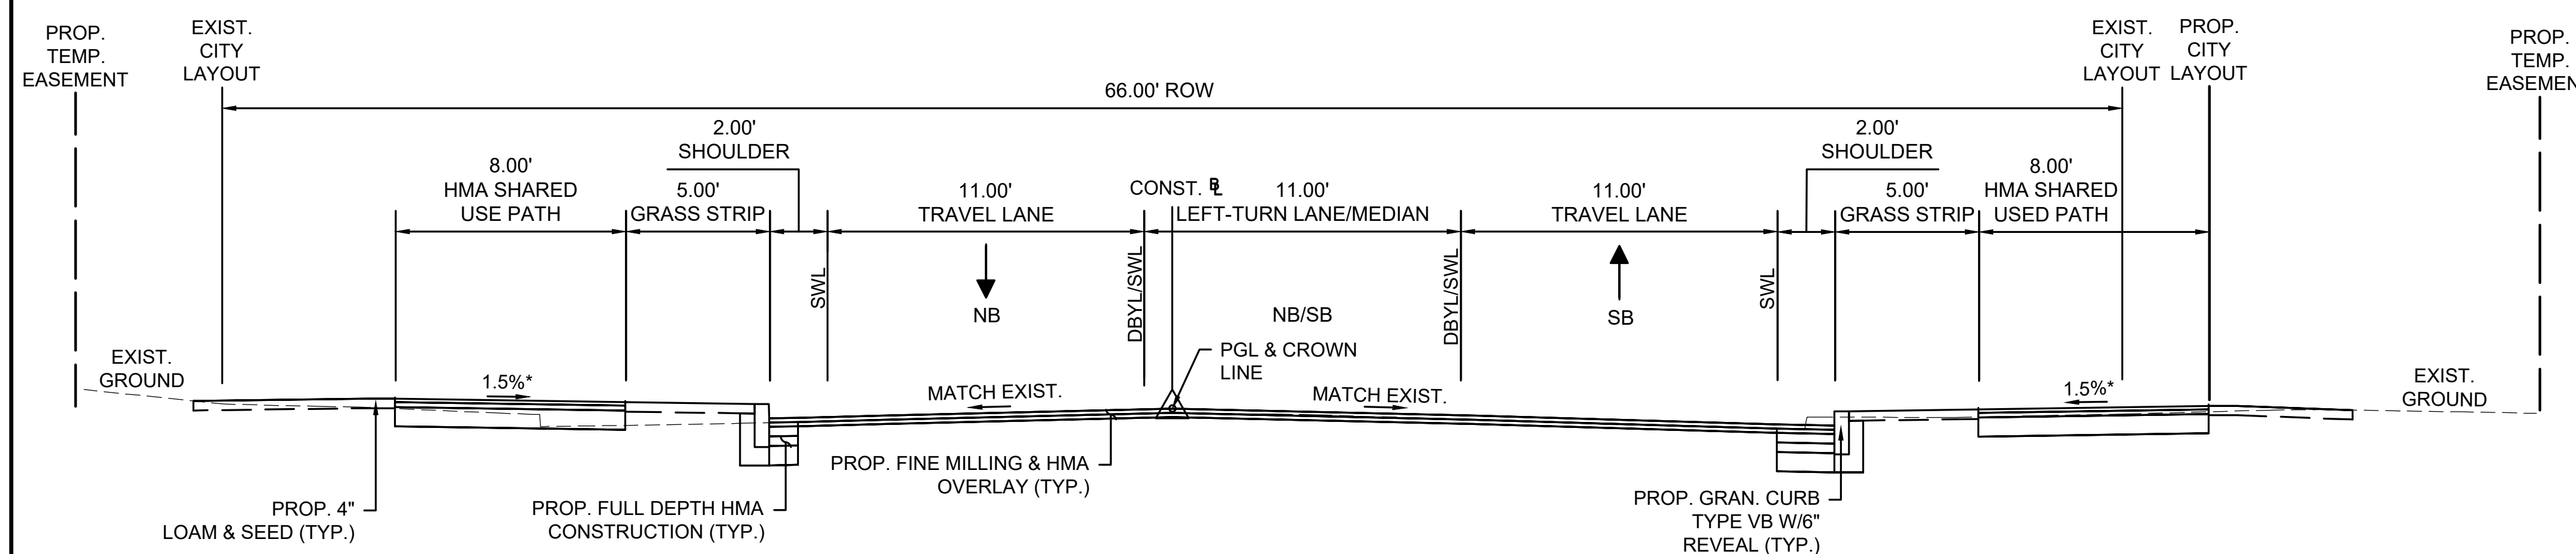 PROP.
TEMP.
EASEMENT
EXIST.
CITY
LAYOUT
66.00' ROW
EXIST.
CITY
LAYOUT
PROP.
CITY
LAYOUT
PROP.
TEMP.
EASEMEN
8.00'
HMA SHARED
USE PATH
5.00'
GRASS STRIP
2.00'
SHOULDER
11.00'
TRAVEL LANE
CONST. BL
11.00'
LEFT-TURN LANE/MEDIAN
11.00'
TRAVEL LANE
2.00'
SHOULDER
5.00'
GRASS STRIP
8.00'
HMA SHARED
USED PATH
SWL
NB
DBYL/SWL
NB/SB
DBYL/SWL
SB
SWL
PGL & CROWN
LINE
EXIST.
GROUND
1.5%*
MATCH EXIST.
MATCH EXIST.
1.5%*
EXIST.
GROUND
PROP. 4"
LOAM & SEED (TYP.)
PROP. FULL DEPTH HMA
CONSTRUCTION (TYP.)
PROP. FINE MILLING & HMA
OVERLAY (TYP.)
PROP. GRAN. CURB
TYPE VB W/6"
REVEAL (TYP.)